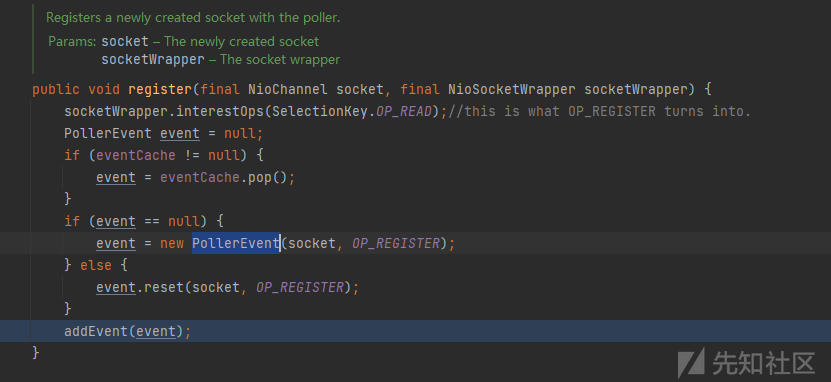 Registers a newly created socket with the poller.
Params: socket – The newly created socket
socketWrapper – The socket wrapper
public void register(final NioChannel socket, final NioSocketWrapper socketWrapper) {
socketWrapper.interestOps(SelectionKey.OP_READ);//this is what OP_REGISTER turns into.
PollerEvent event = null;
if (eventCache != null) {
event = eventCache.pop();
}
if (event == null) {
event = new PollerEvent(socket, OP_REGISTER);
} else {
event.reset(socket, OP_REGISTER);
}
addEvent(event);
}
先知社区